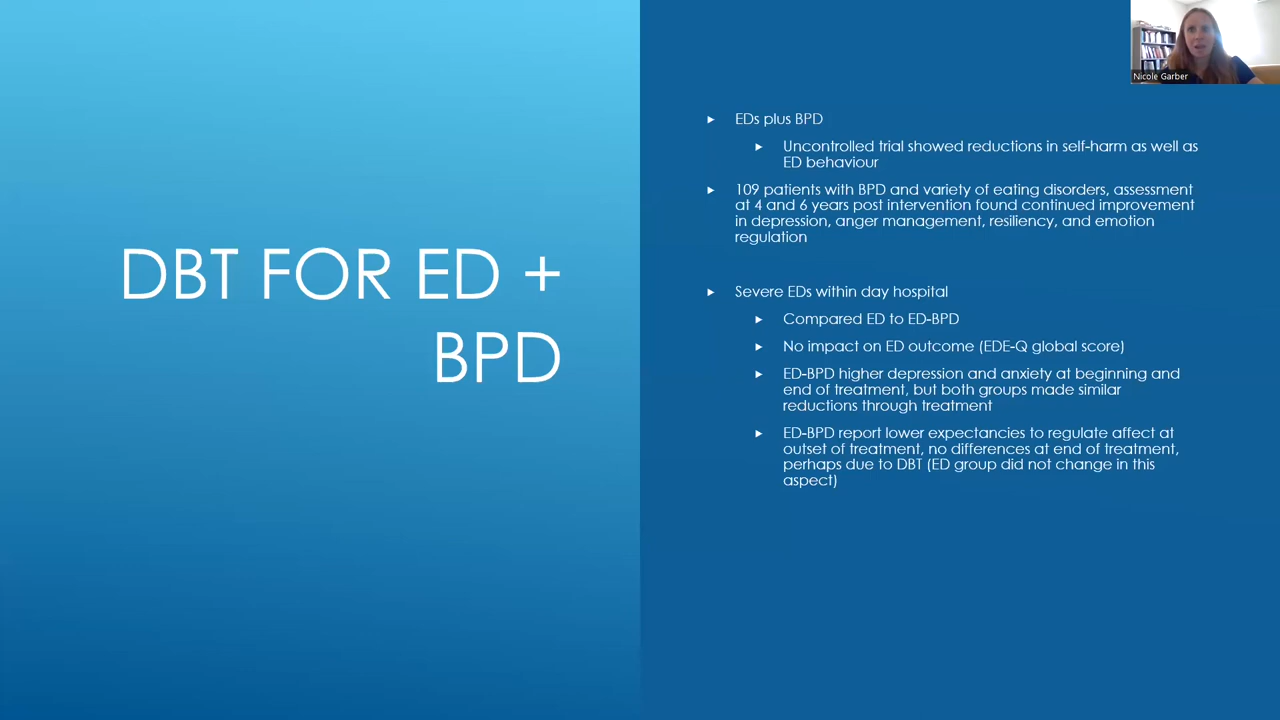 DBT FOR ED +
BPD
Nicole Garber
EDs plus BPD
Uncontrolled trial showed reductions in self-harm as well as
ED behaviour
109 patients with BPD and variety of eating disorders, assessment
at 4 and 6 years post intervention found continued improvement
in depression, anger management, resiliency, and emotion
regulation
Severe EDs within day hospital
Compared ED to ED-BPD
No impact on ED outcome (EDE-Q global score)
ED-BPD higher depression and anxiety at beginning and
end of treatment, but both groups made similar
reductions through treatment
ED-BPD report lower expectancies to regulate affect at
outset of treatment, no differences at end of treatment,
perhaps due to DBT (ED group did not change in this
aspect)